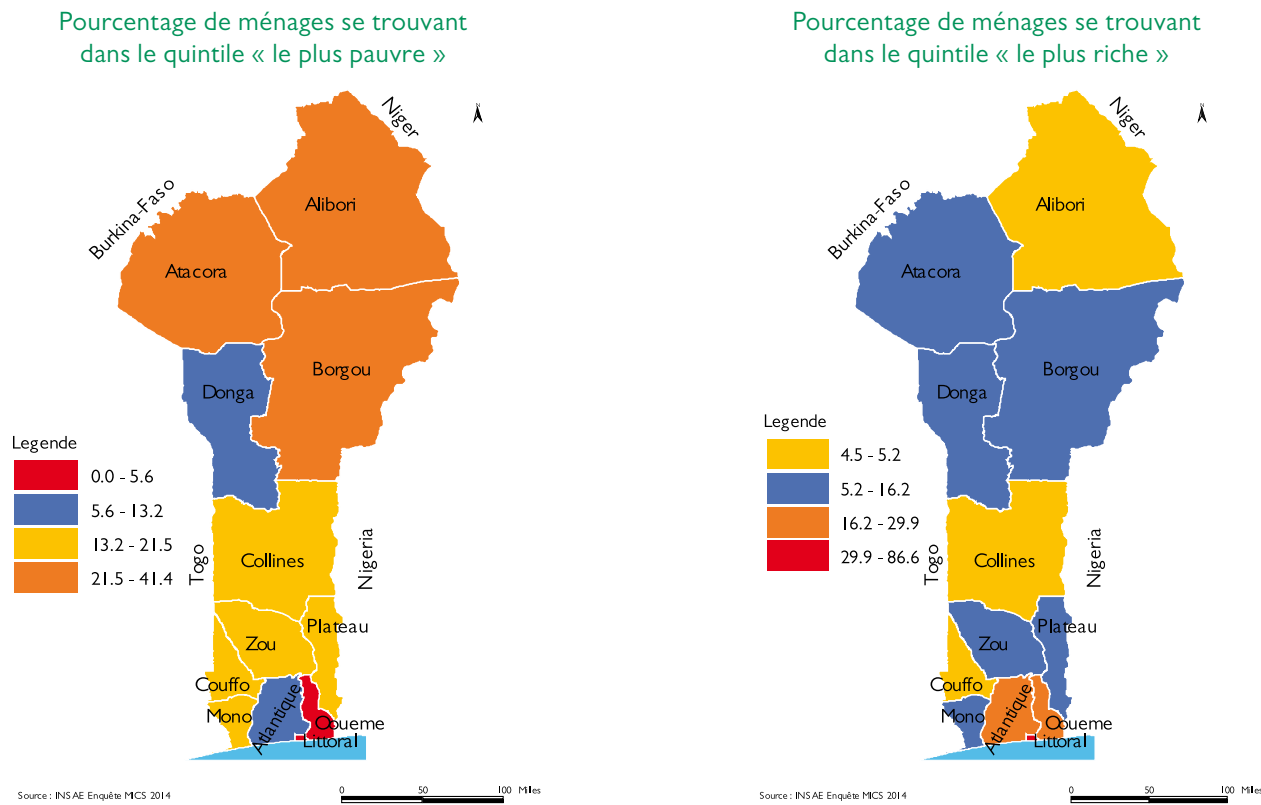 Pourcentage de ménages se trouvant
dans le quintile « le plus pauvre »
N
Niger
Burkina-Faso
Alibori
Atacora
Borgou
Donga
Legende
0.0 - 5.6
5.6 - 13.2
13.2 - 21.5
21.5 - 41.4
Togo
Nigeria
Collines
Plateau
Zou
Couffo
Mono
Atlantique
Oueme
Littoral
Source : INSAE Enquête MICS 2014
0 50 100 Milles
Pourcentage de ménages se trouvant
dans le quintile « le plus riche »
N
Niger
Burkina-Faso
Alibori
Atacora
Borgou
Donga
Legende
4.5 - 5.2
5.2 - 16.2
16.2 - 29.9
29.9 - 86.6
Togo
Nigeria
Collines
Plateau
Zou
Couffo
Mono
Atlantique
Oueme
Littoral
Source : INSAE Enquête MICS 2014
0 50 100 Miles